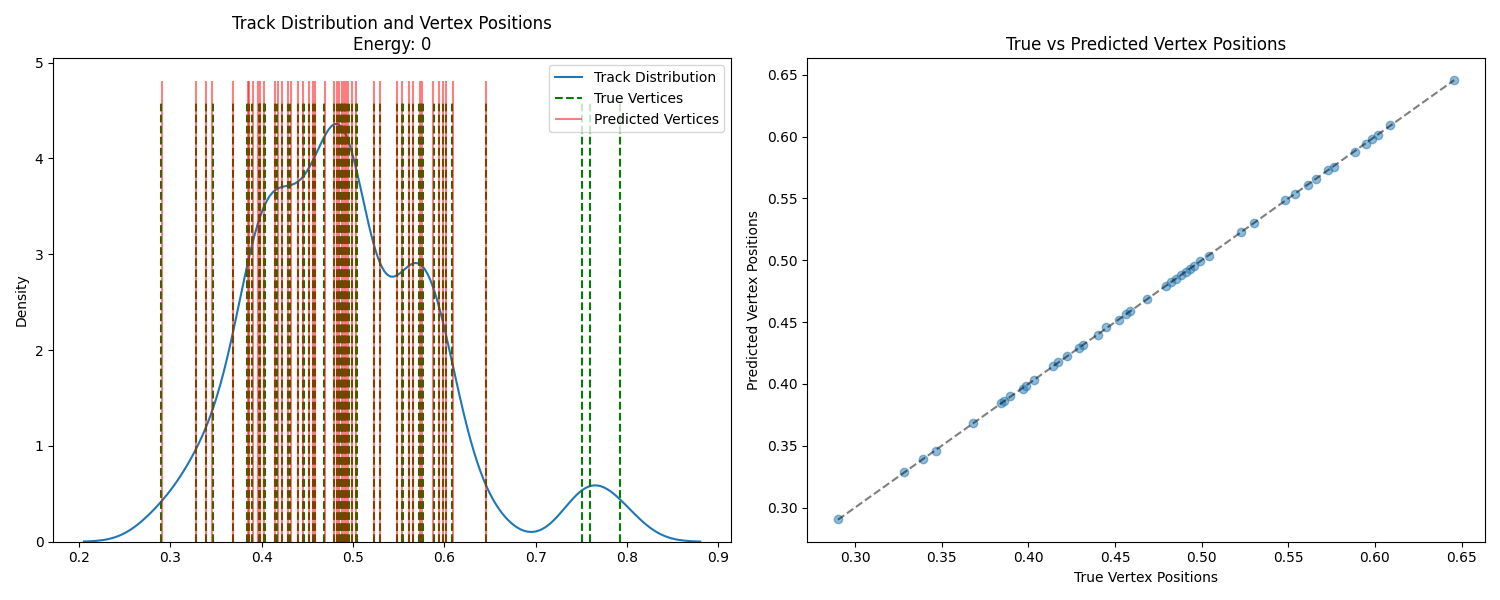 Track Distribution and Vertex Positions
Energy: 0
Track Distribution
True Vertices
Predicted Vertices
Density
5
4
3
2
1
0
0.2 0.3 0.4 0.5 0.6 0.7 0.8 0.9
True vs Predicted Vertex Positions
Predicted Vertex Positions
0.65
0.60
0.55
0.50
0.45
0.40
0.35
0.30
0.30 0.35 0.40 0.45 0.50 0.55 0.60 0.65
True Vertex Positions